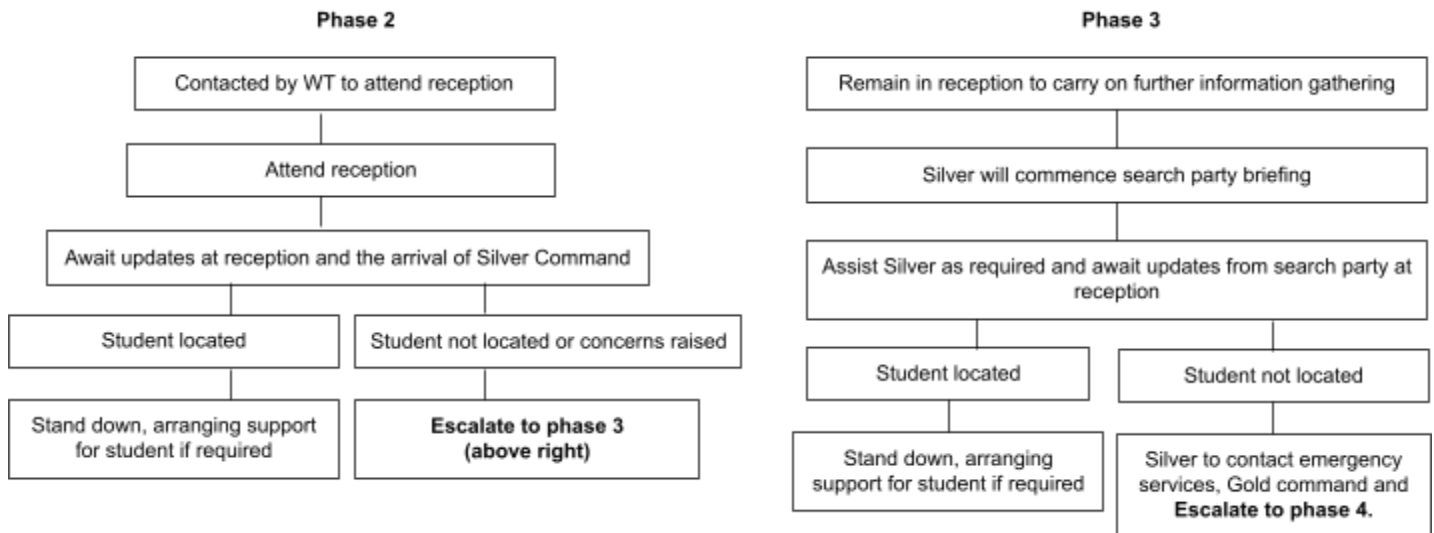 Phase 2
Contacted by WT to attend reception
Attend reception
Await updates at reception and the arrival of Silver Command
Student located
Student not located or concerns raised
Stand down, arranging support
for student if required
Escalate to phase 3
(above right)
Phase 3
Remain in reception to carry on further information gathering
Silver will commence search party briefing
Assist Silver as required and await updates from search party at
reception
Student located
Student not located
Stand down, arranging
support for student if required
Silver to contact emergency
services, Gold command and
Escalate to phase 4.